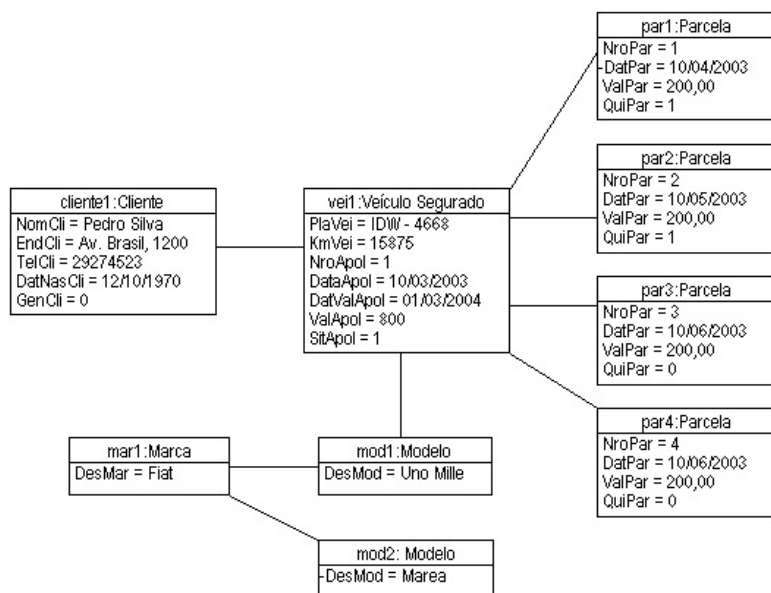 par1:Parcela
NroPar = 1
-DatPar = 10/04/2003
ValPar = 200,00
QuiPar = 1
par2:Parcela
NroPar = 2
DatPar = 10/05/2003
ValPar = 200,00
QuiPar = 1
cliente1:Cliente
NomCli = Pedro Silva
EndCli = Av. Brasil, 1200
TelCli = 29274523
DatNasCli = 12/10/1970
GenCli = 0
vei1:Veículo Segurado
PlaVei = IDW - 4668
KmVei = 15875
NroApol = 1
DataApol = 10/03/2003
DatValApol = 01/03/2004
ValApol = 800
SitApol = 1
par3:Parcela
NroPar = 3
DatPar = 10/06/2003
ValPar = 200,00
QuiPar = 0
par4:Parcela
NroPar = 4
DatPar = 10/06/2003
ValPar = 200,00
QuiPar = 0
mar1:Marca
DesMar = Fiat
mod1:Modelo
DesMod = Uno Mille
mod2: Modelo
-DesMod = Marea